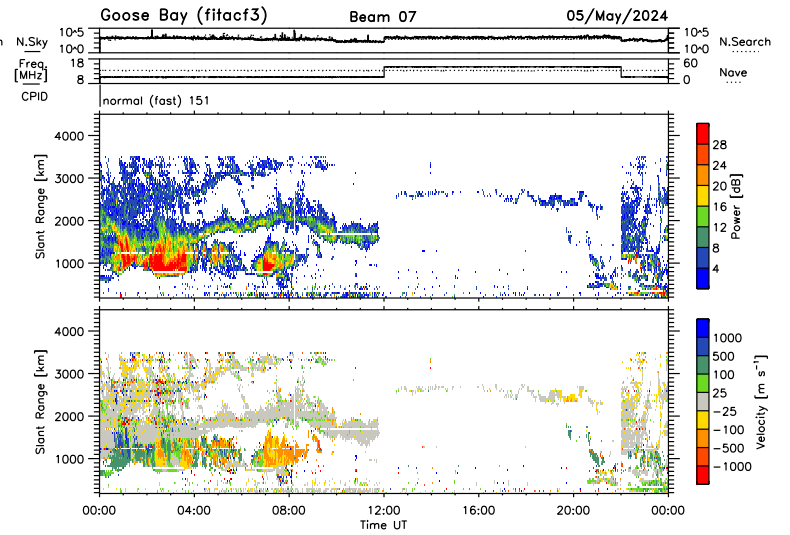 Goose Bay (fitacf3) Beam 07 05/May/2024
N.Sky 10^5 10^0 10^5 10^0 N.Search
Freq. [MHz] 18 8 60 0 Nave
CPID normal (fast) 151
Slant Range [km]
4000
3000
2000
1000
28
24
20
16
12
8
4
Power [dB]
Slant Range [km]
4000
3000
2000
1000
1000
500
100
25
-25
-100
-500
-1000
Velocity [m s⁻¹]
00:00 04:00 08:00 12:00 16:00 20:00 00:00
Time UT